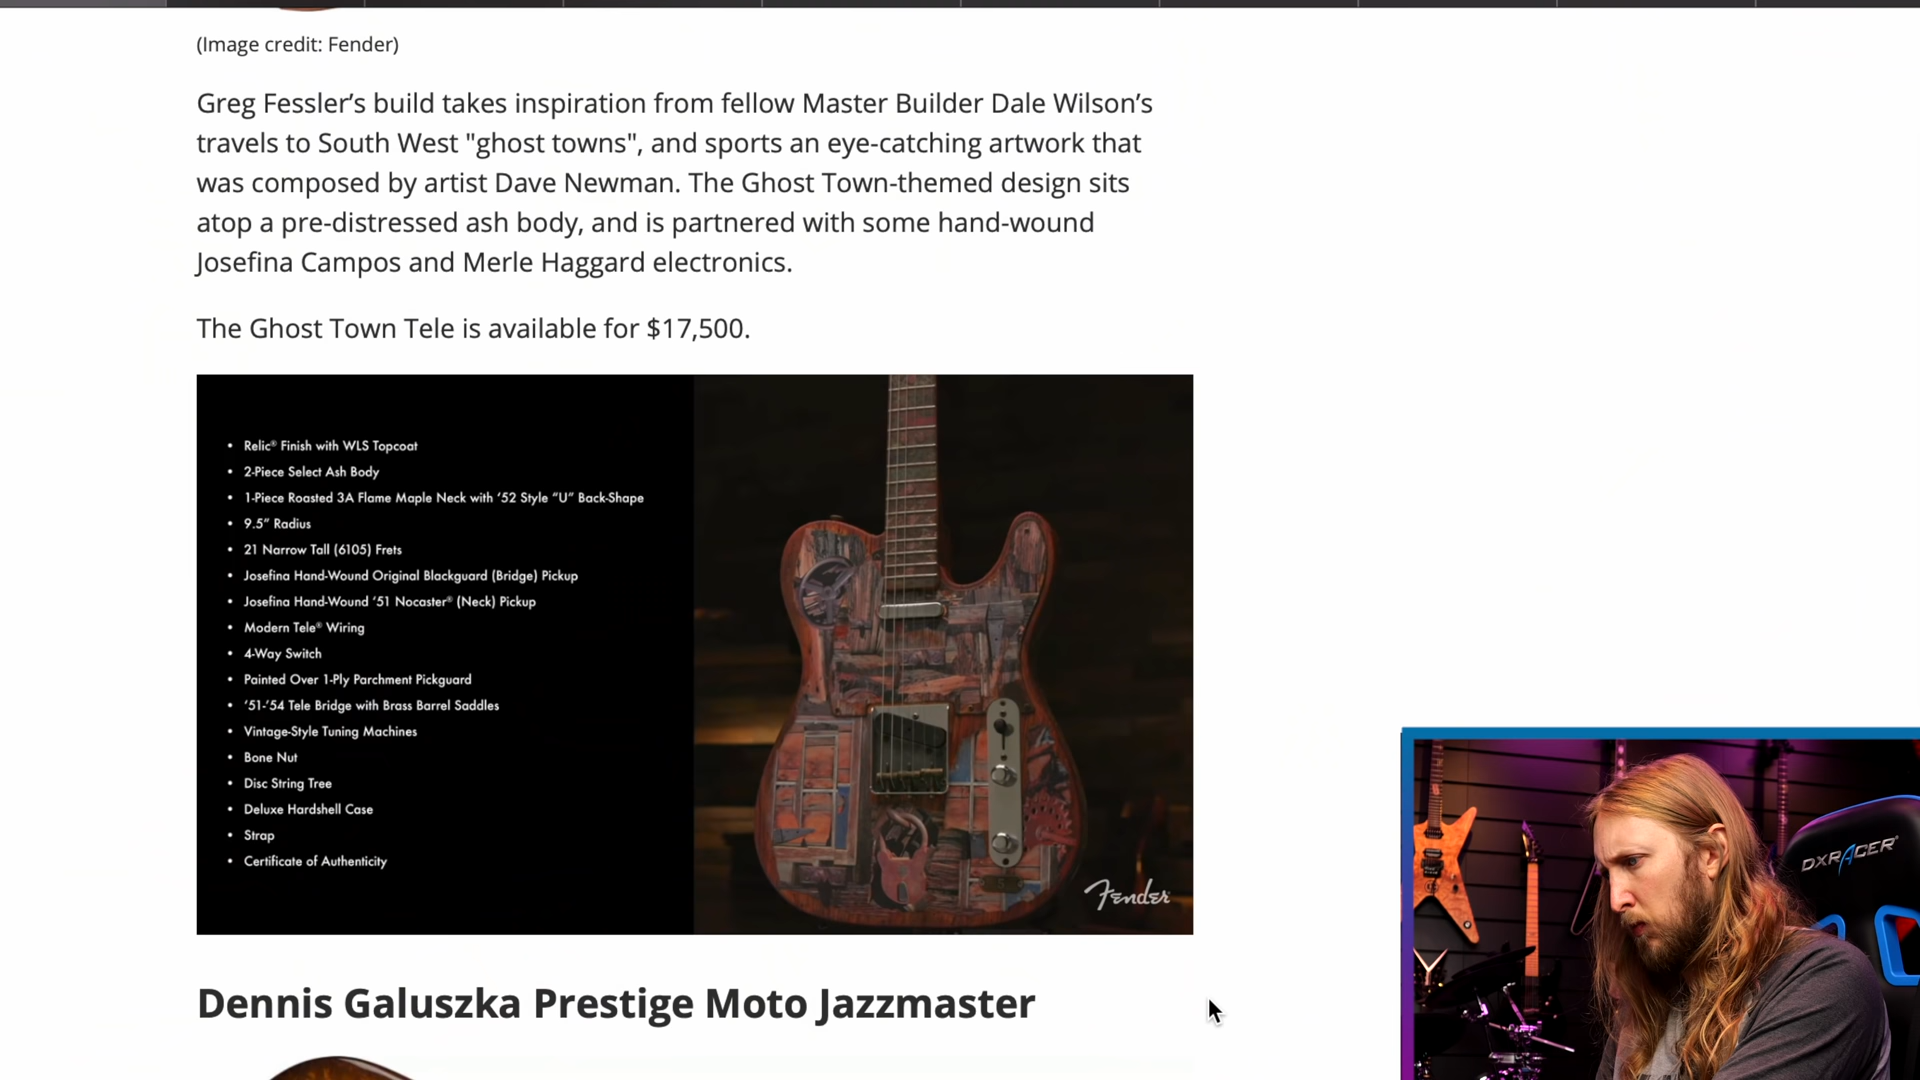 (Image credit: Fender)
Greg Fessler’s build takes inspiration from fellow Master Builder Dale Wilson’s
travels to South West "ghost towns", and sports an eye-catching artwork that
was composed by artist Dave Newman. The Ghost Town-themed design sits
atop a pre-distressed ash body, and is partnered with some hand-wound
Josefina Campos and Merle Haggard electronics.
The Ghost Town Tele is available for $17,500.
• Relic® Finish with WLS Topcoat
• 2-Piece Select Ash Body
• 1-Piece Roasted 3A Flame Maple Neck with ‘52 Style “U” Back-Shape
• 9.5” Radius
• 21 Narrow Tall (6105) Frets
• Josefina Hand-Wound Original Blackguard (Bridge) Pickup
• Josefina Hand-Wound ‘51 Nocaster® (Neck) Pickup
• Modern Tele® Wiring
• 4-Way Switch
• Painted Over 1-Ply Parchment Pickguard
• ‘51-‘54 Tele Bridge with Brass Barrel Saddles
• Vintage-Style Tuning Machines
• Bone Nut
• Disc String Tree
• Deluxe Hardshell Case
• Strap
• Certificate of Authenticity
Fender
Dennis Galuszka Prestige Moto Jazzmaster
DXRACER®